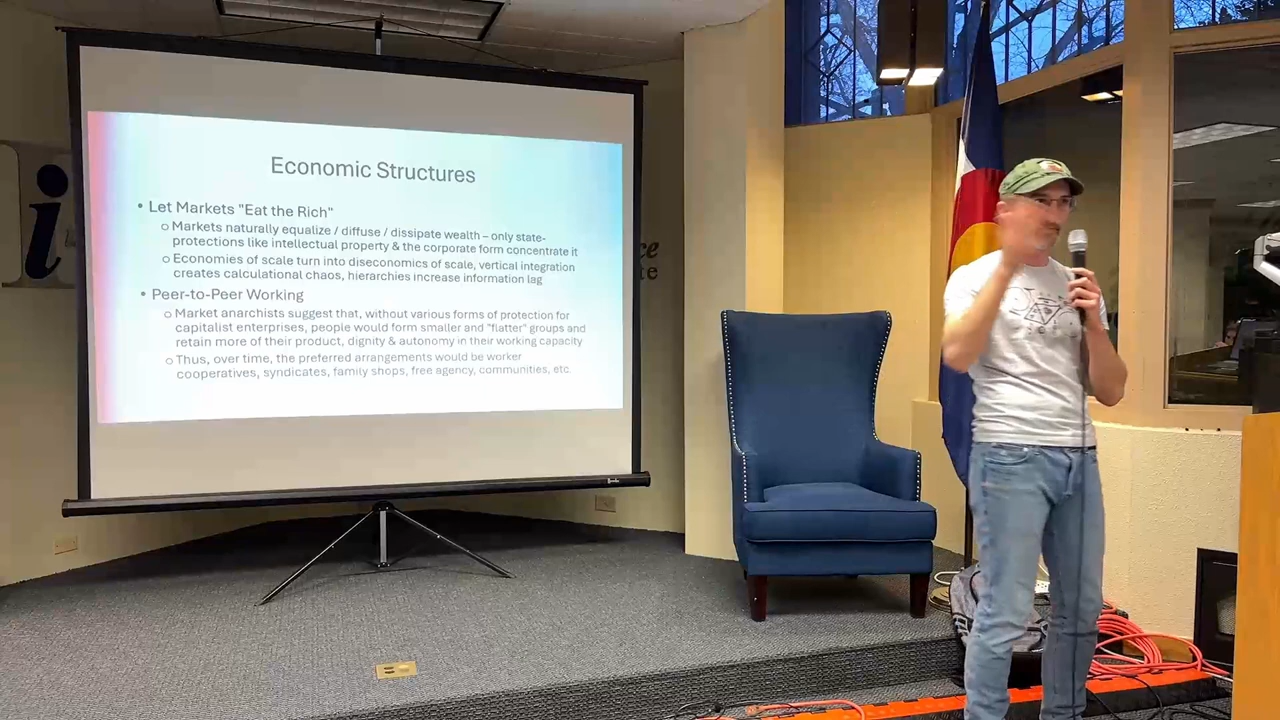 Economic Structures
• Let Markets "Eat the Rich"
o Markets naturally equalize / diffuse / dissipate wealth – only state-
protections like intellectual property & the corporate form concentrate it
o Economies of scale turn into diseconomies of scale, vertical integration
creates calculational chaos, hierarchies increase information lag
• Peer-to-Peer Working
o Market anarchists suggest that, without various forms of protection for
capitalist enterprises, people would form smaller and "flatter" groups and
retain more of their product, dignity & autonomy in their working capacity
o Thus, over time, the preferred arrangements would be worker
cooperatives, syndicates, family shops, free agency, communities, etc.
i
ce
te